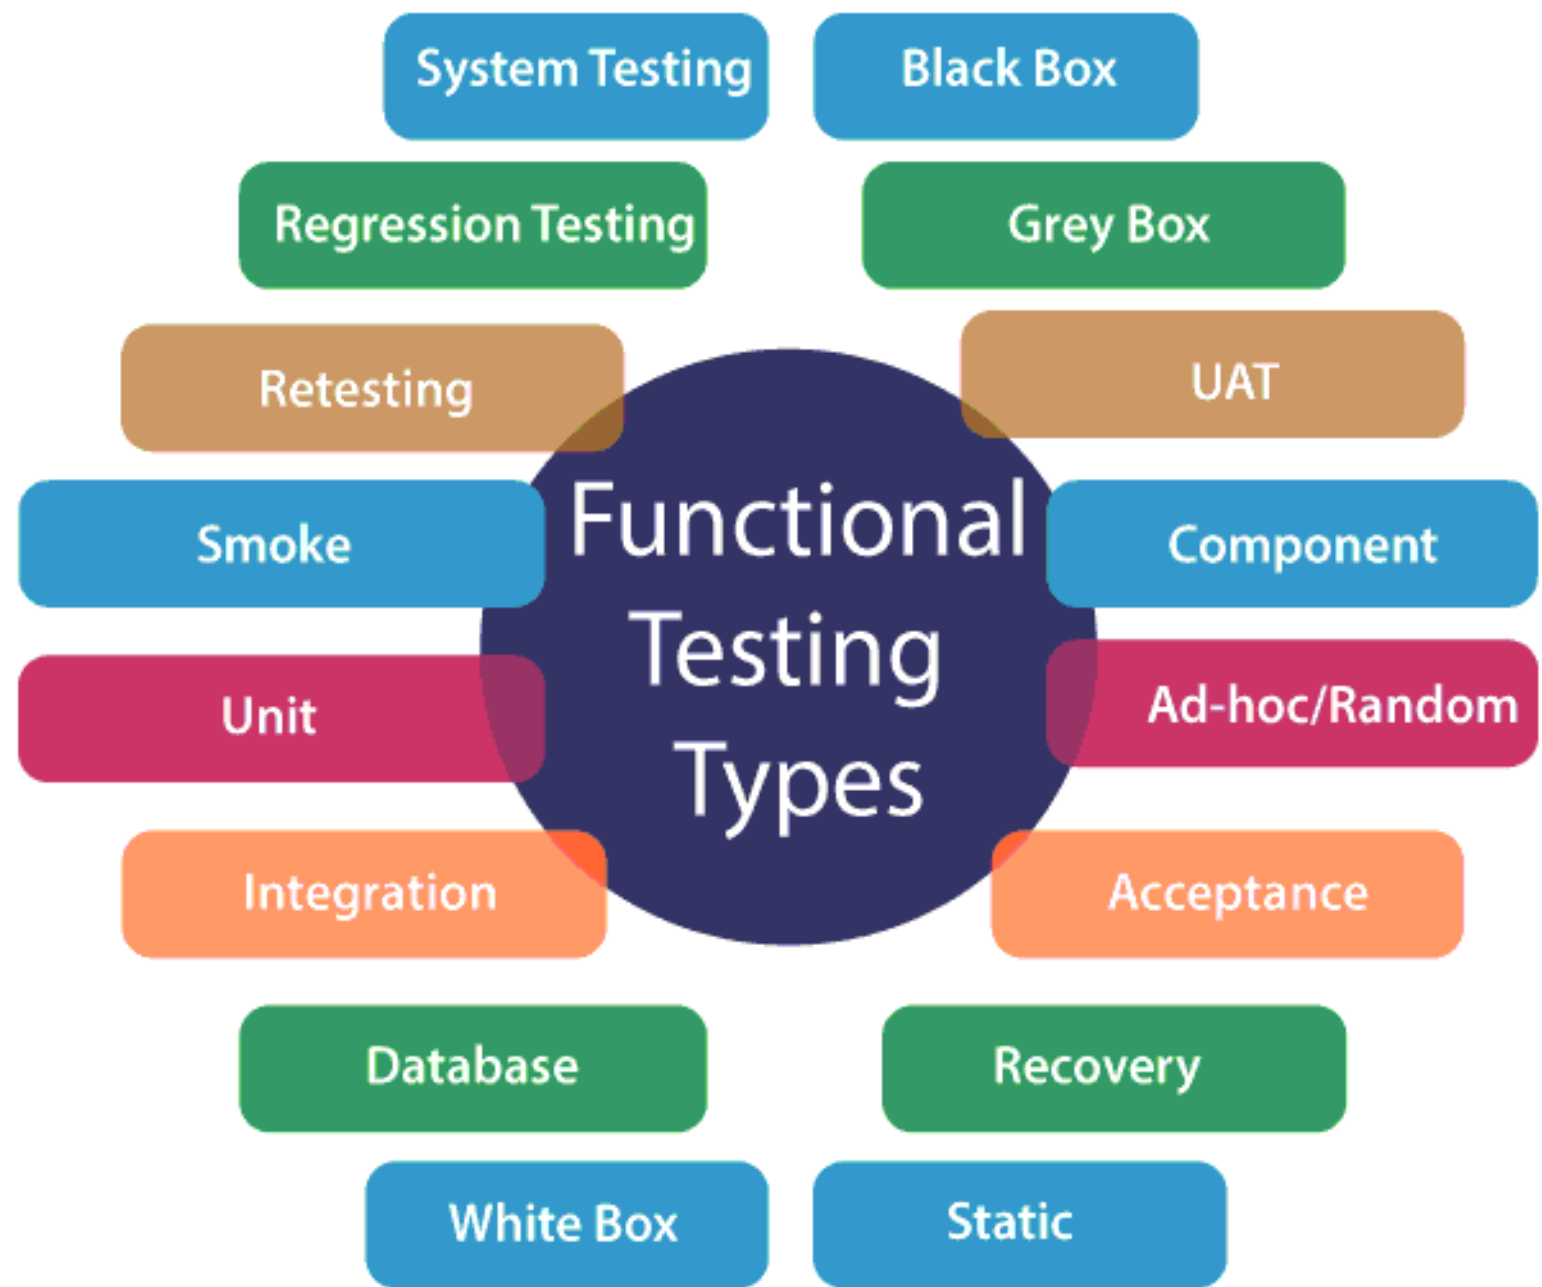 System Testing
Black Box
Regression Testing
Grey Box
Retesting
UAT
Smoke
Component
Functional
Testing
Types
Unit
Ad-hoc/Random
Integration
Acceptance
Database
Recovery
White Box
Static